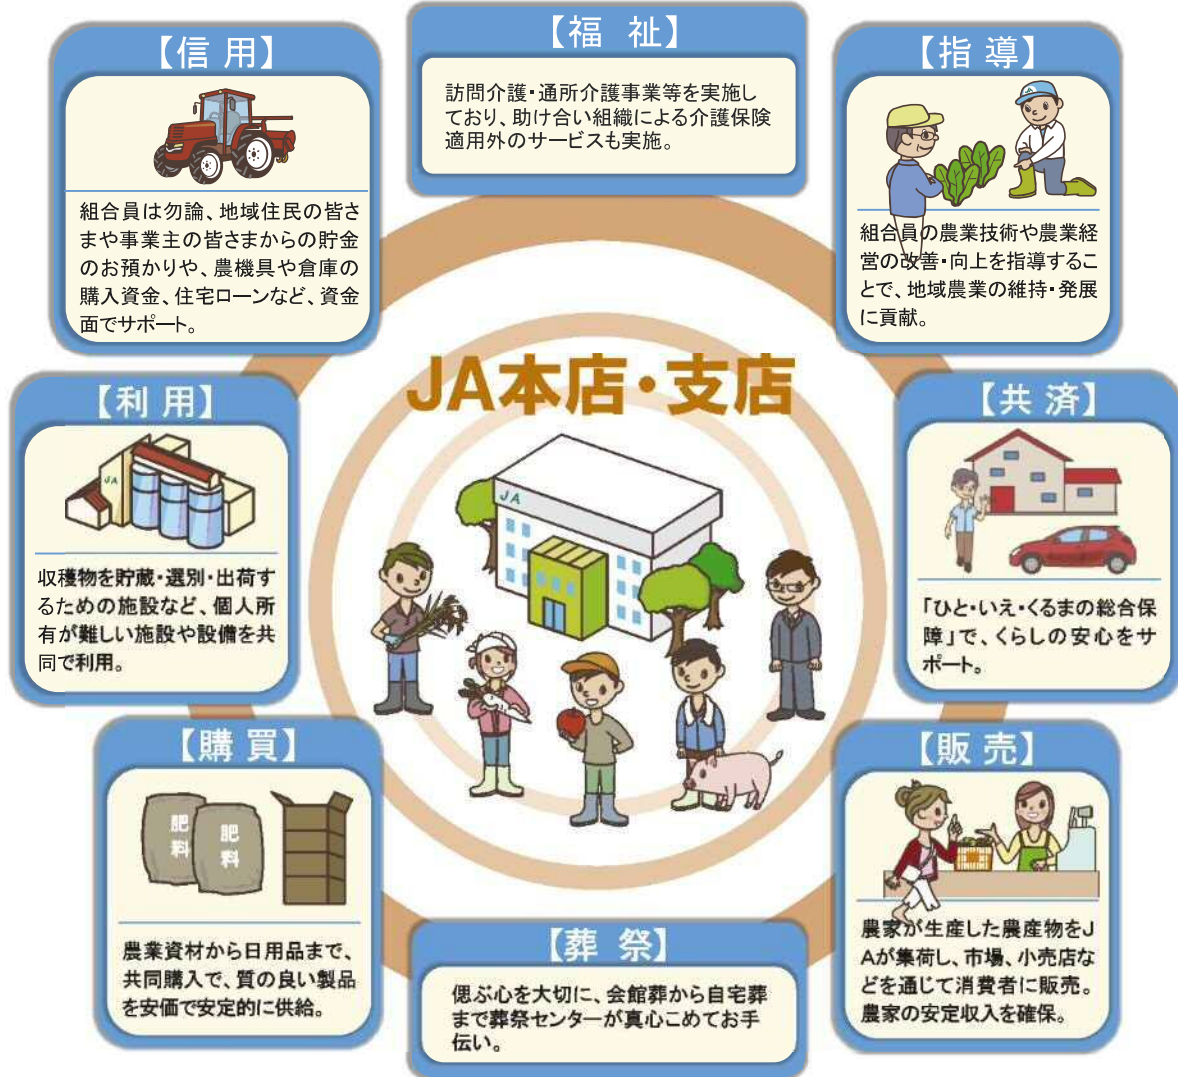 【福 祉】
訪問介護・通所介護事業等を実施し
ており、助け合い組織による介護保険
適用外のサービスも実施。
【信 用】
組合員は勿論、地域住民の皆さ
まや事業主の皆さまからの貯金
のお預かりや、農機具や倉庫の
購入資金、住宅ローンなど、資金
面でサポート。
【指 導】
組合員の農業技術や農業経
営の改善・向上を指導するこ
とで、地域農業の維持・発展
に貢献。
JA本店・支店
JA
【利 用】
JA
収穫物を貯蔵・選別・出荷す
るための施設など、個人所
有が難しい施設や設備を共
同で利用。
【共 済】
「ひと・いえ・くるまの総合保
障」で、くらしの安心をサ
ポート。
【購 買】
肥料
肥料
農業資材から日用品まで、
共同購入で、質の良い製品
を安価で安定的に供給。
【販 売】
農家が生産した農産物をJ
Aが集荷し、市場、小売店な
どを通じて消費者に販売。
農家の安定収入を確保。
【葬 祭】
偲ぶ心を大切に、会館葬から自宅葬
まで葬祭センターが真心こめてお手
伝い。